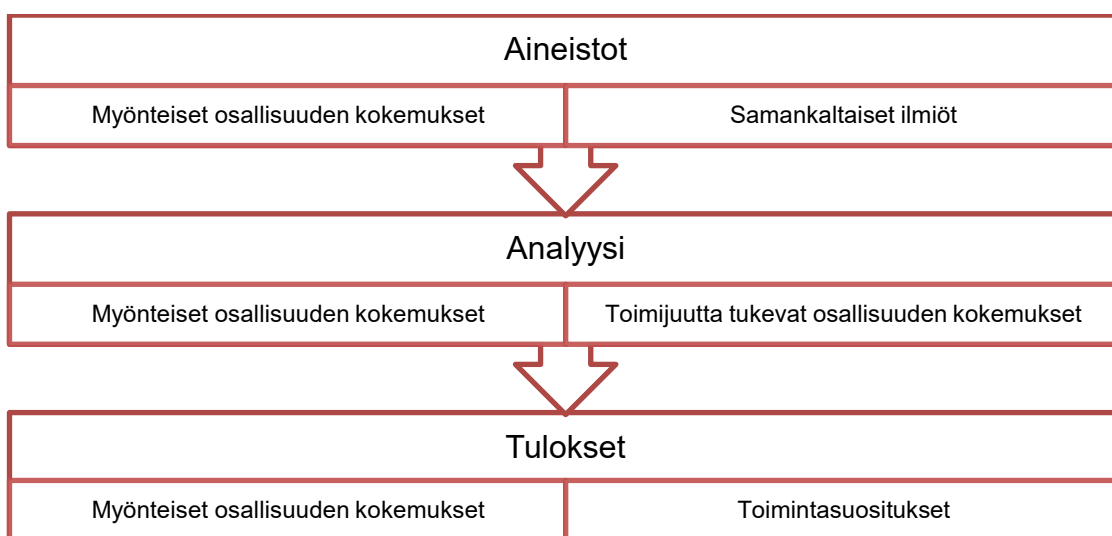 Aineistot
Myönteiset osallisuuden kokemukset
Samankaltaiset ilmiöt
Analyysi
Myönteiset osallisuuden kokemukset
Toimijuutta tukevat osallisuuden kokemukset
Tulokset
Myönteiset osallisuuden kokemukset
Toimintasuositukset